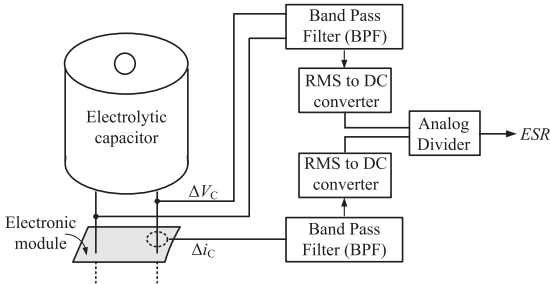 Band Pass
Filter (BPF)
RMS to DC
converter
Electrolytic
capacitor
Analog
Divider
ESR
RMS to DC
converter
ΔV_C
Electronic
module
Δi_C
Band Pass
Filter (BPF)